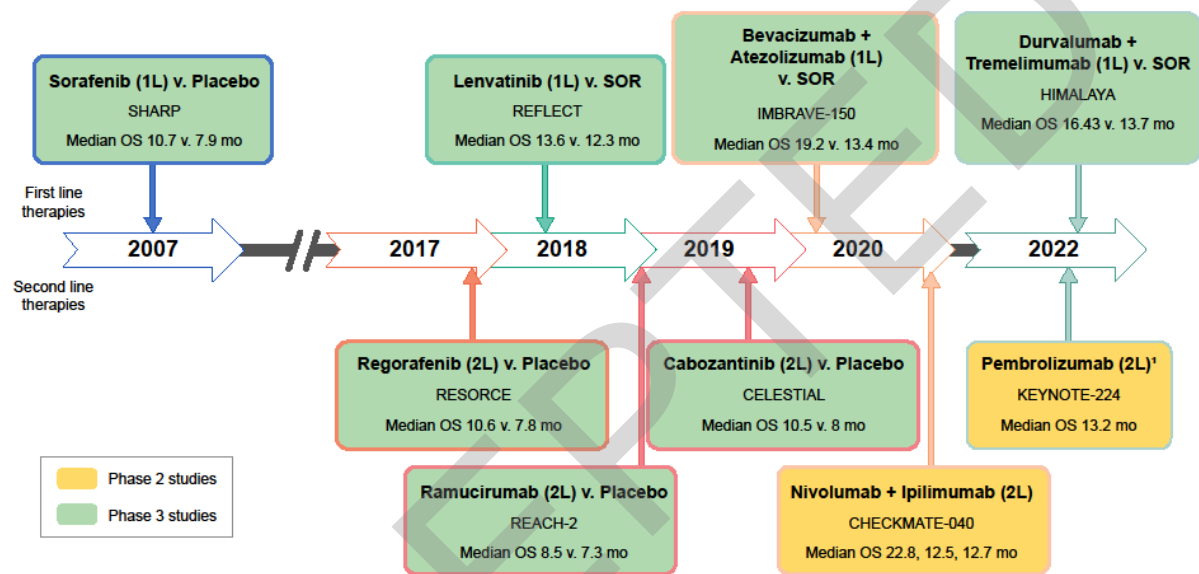 Sorafenib (1L) v. Placebo
SHARP
Median OS 10.7 v. 7.9 mo
Lenvatinib (1L) v. SOR
REFLECT
Median OS 13.6 v. 12.3 mo
Bevacizumab +
Atezolizumab (1L)
v. SOR
IMBRAVE-150
Median OS 19.2 v. 13.4 mo
Durvalumab +
Tremelimumab (1L) v. SOR
HIMALAYA
Median OS 16.43 v. 13.7 mo
First line
therapies
2007
2017
2018
2019
2020
2022
Second line
therapies
Regorafenib (2L) v. Placebo
RESORCE
Median OS 10.6 v. 7.8 mo
Cabozantinib (2L) v. Placebo
CELESTIAL
Median OS 10.5 v. 8 mo
Pembrolizumab (2L)¹
KEYNOTE-224
Median OS 13.2 mo
Ramucirumab (2L) v. Placebo
REACH-2
Median OS 8.5 v. 7.3 mo
Nivolumab + Ipilimumab (2L)
CHECKMATE-040
Median OS 22.8, 12.5, 12.7 mo
Phase 2 studies
Phase 3 studies
EPTED